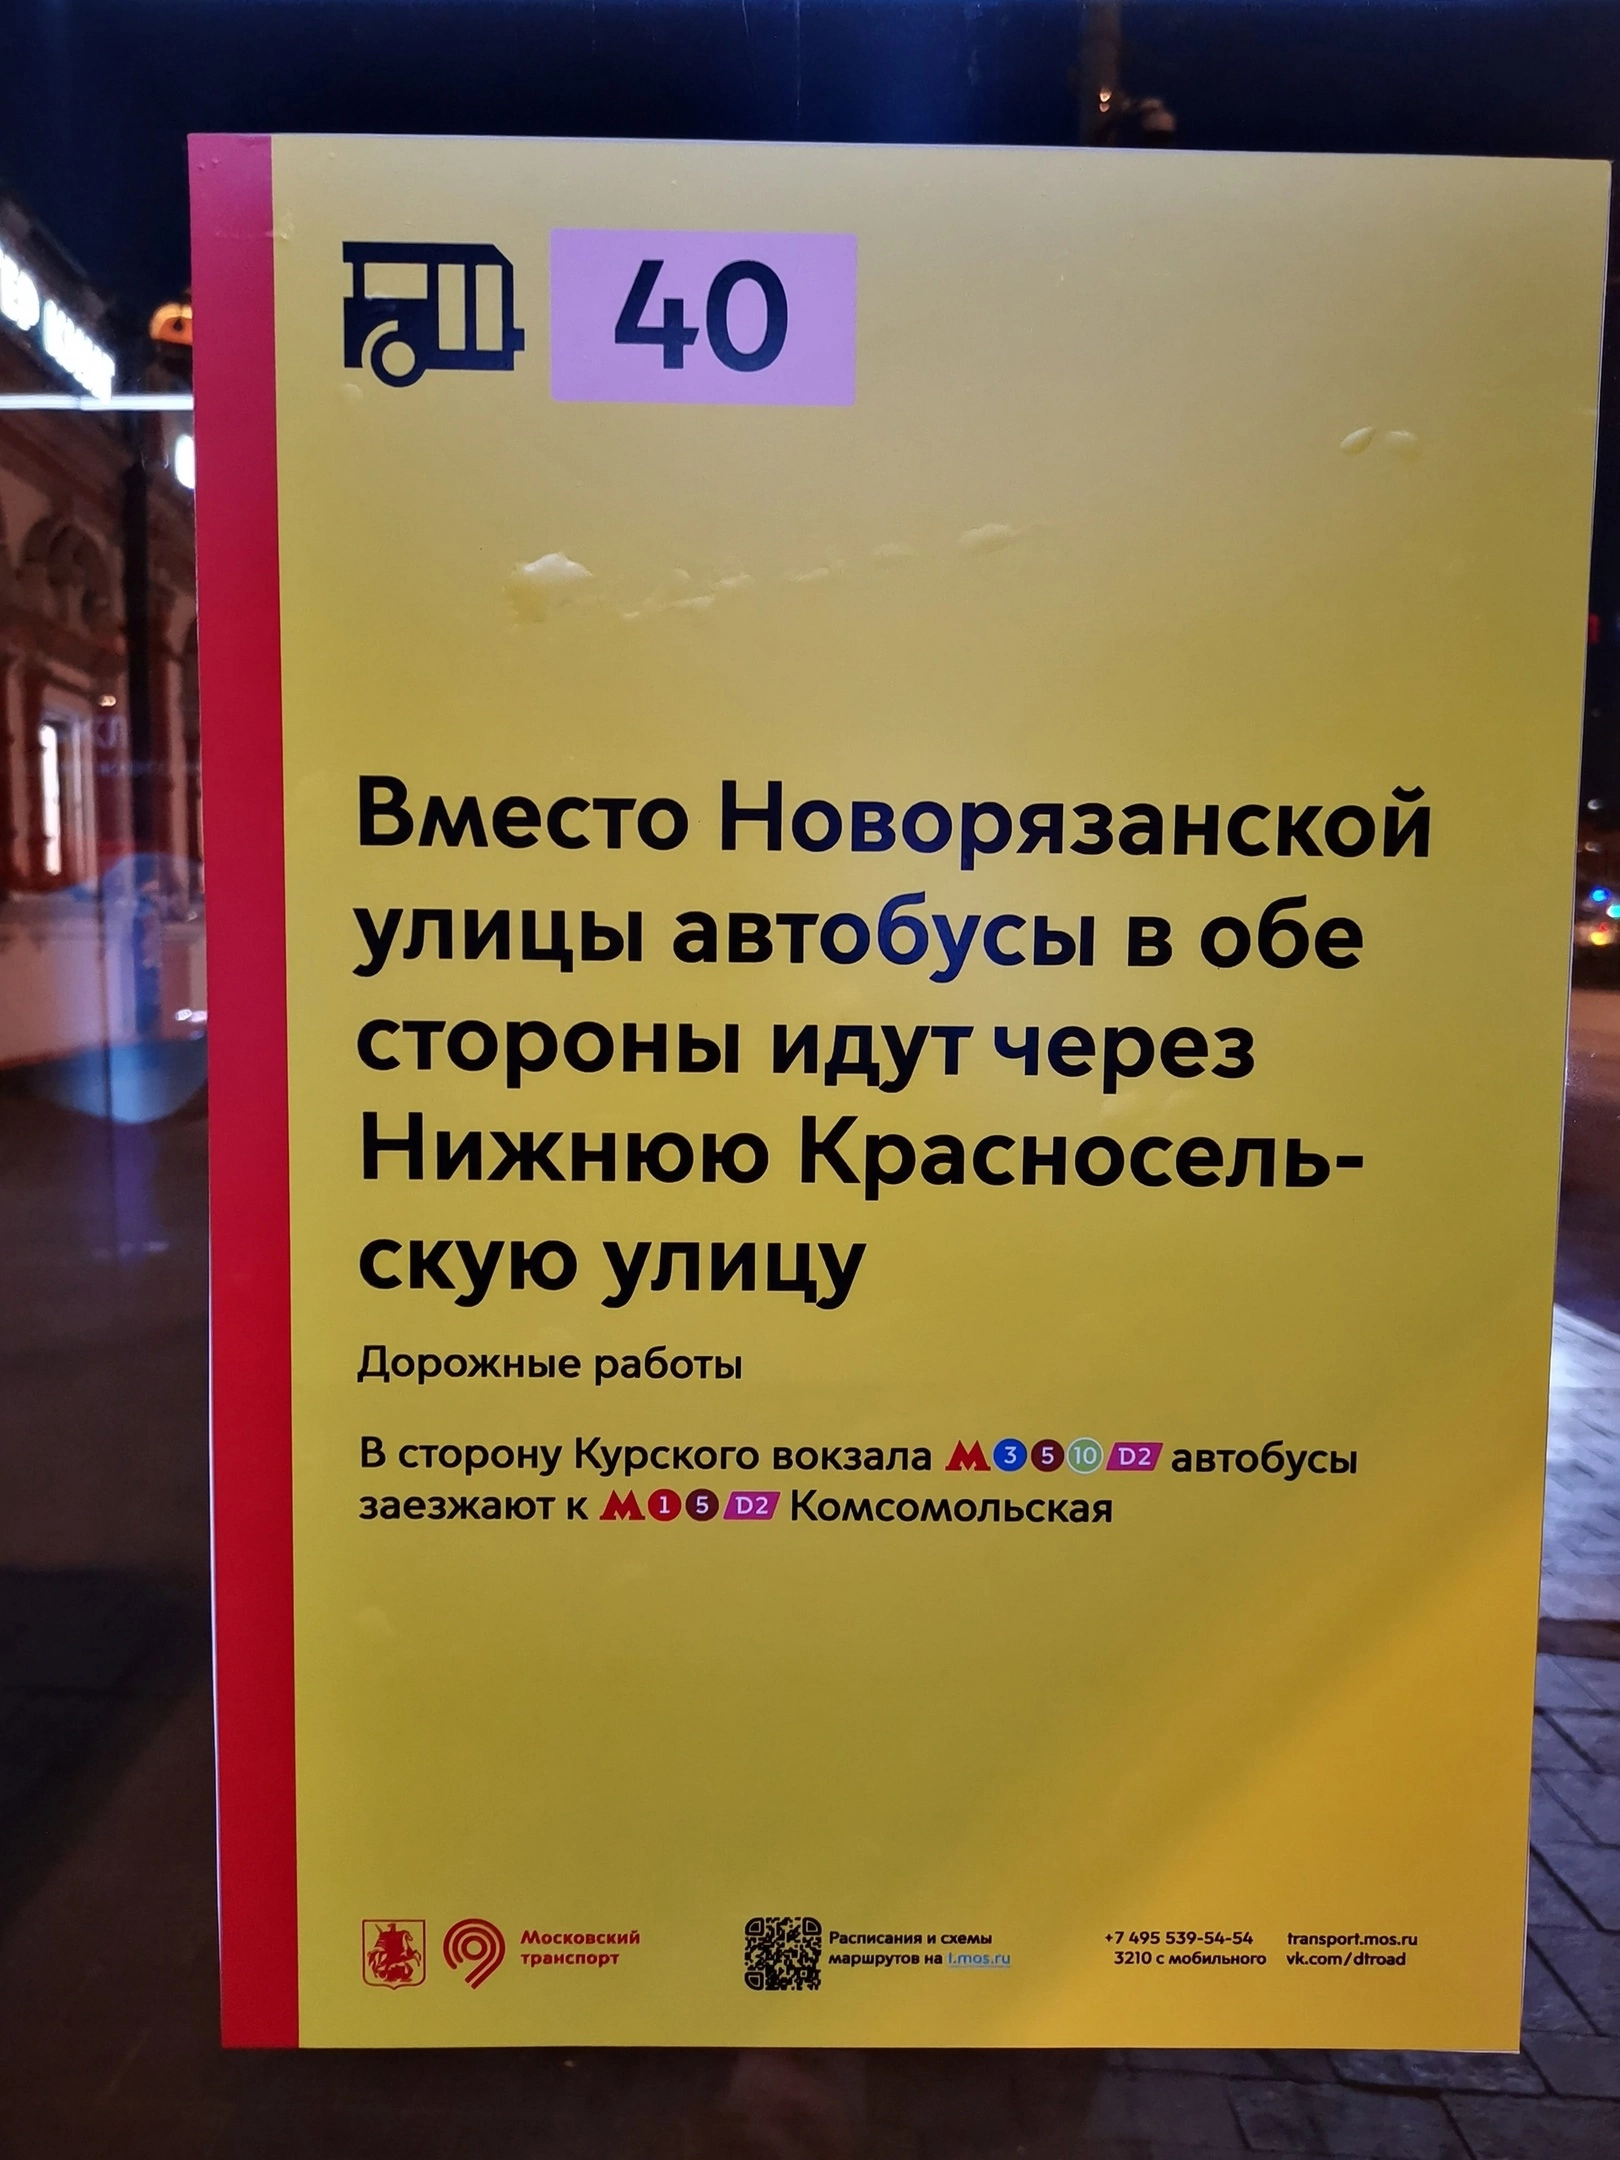 40
Вместо Новорязанской
улицы автобусы в обе
стороны идут через
Нижнюю Красносель-
скую улицу
Дорожные работы
В сторону Курского вокзала М 3 5 10 D2 автобусы
заезжают к М 1 5 D2 Комсомольская
Московский
транспорт
Расписания и схемы
маршрутов на t.mos.ru
+7 495 539-54-54
3210 с мобильного
transport.mos.ru
vk.com/dtroad